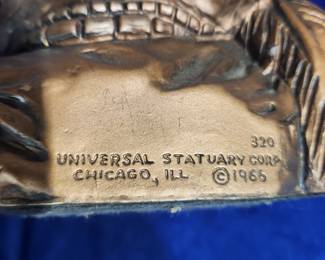 320
UNIVERSAL STATUARY CORP
CHICAGO, ILL ©1965